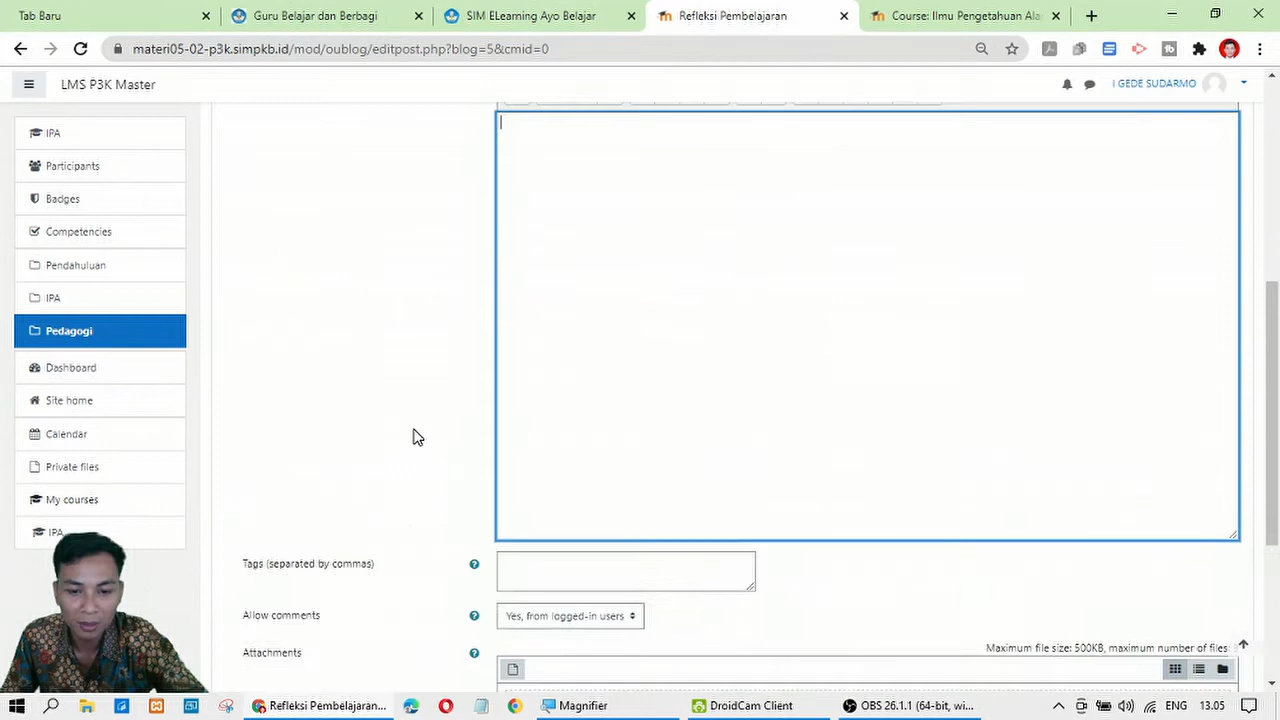 Tab Baru
Guru Belajar dan Berbagi
SIM ELearning Ayo Belajar
Refleksi Pembelajaran
Course: Ilmu Pengetahuan Ala
materi05-02-p3k.simpkb.id/mod/oublog/editpost.php?blog=5&cmid=0
LMS P3K Master
I GEDE SUDARMO
IPA
Participants
Badges
Competencies
Pendahuluan
IPA
Pedagogi
Dashboard
Site home
Calendar
Private files
My courses
IPA
Tags (separated by commas)
Allow comments
Yes, from logged-in users
Attachments
Maximum file size: 500KB, maximum number of files:
Refleksi Pembelajaran...
Magnifier
DroidCam Client
OBS 26.1.1 (64-bit, wi...
13.05